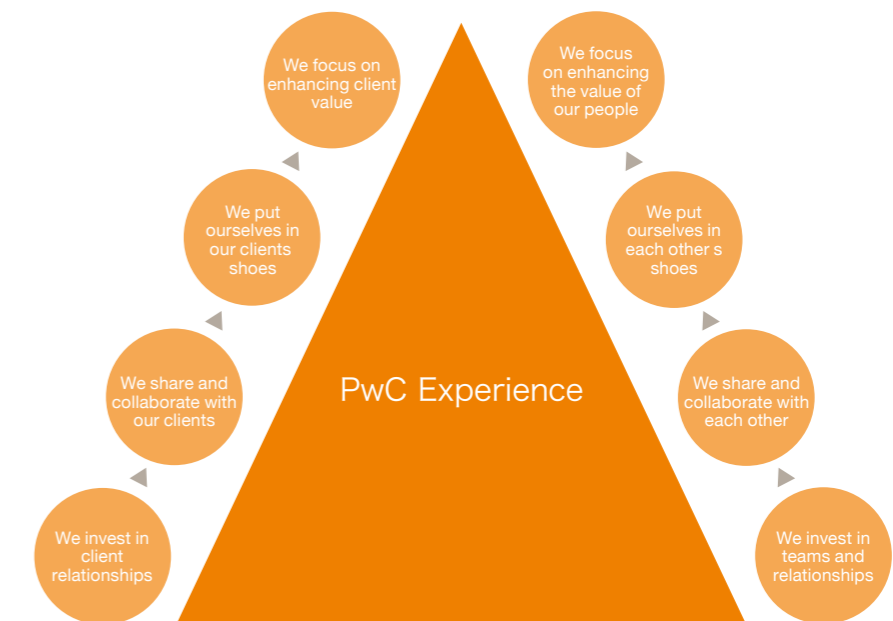 We focus on
enhancing client
value
We put
ourselves in
our clients
shoes
We share and
collaborate with
our clients
We invest in
client
relationships
PwC Experience
We focus
on enhancing
the value of
our people
We put
ourselves in
each other s
shoes
We share and
collaborate with
each other
We invest in
teams and
relationships